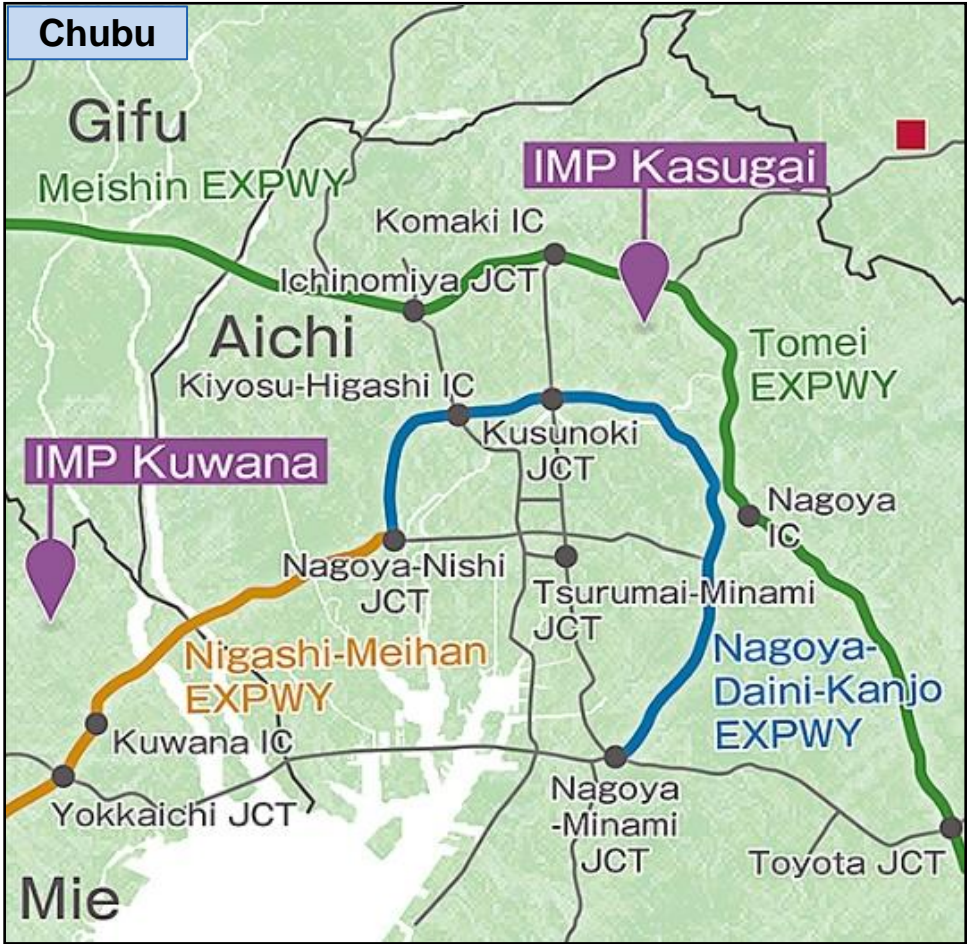 Chubu
Gifu
Meishin EXPWY
IMP Kasugai
Komaki IC
Ichinomiya JCT
Aichi
Tomei
EXPWY
Kiyosu-Higashi IC
Kusunoki
JCT
IMP Kuwana
Nagoya
IC
Nagoya-Nishi
JCT
Tsurumai-Minami
JCT
Nigashi-Meihan
EXPWY
Nagoya-
Daini-Kanjo
EXPWY
Kuwana IC
Yokkaichi JCT
Nagoya
-Minami
JCT
Toyota JCT
Mie